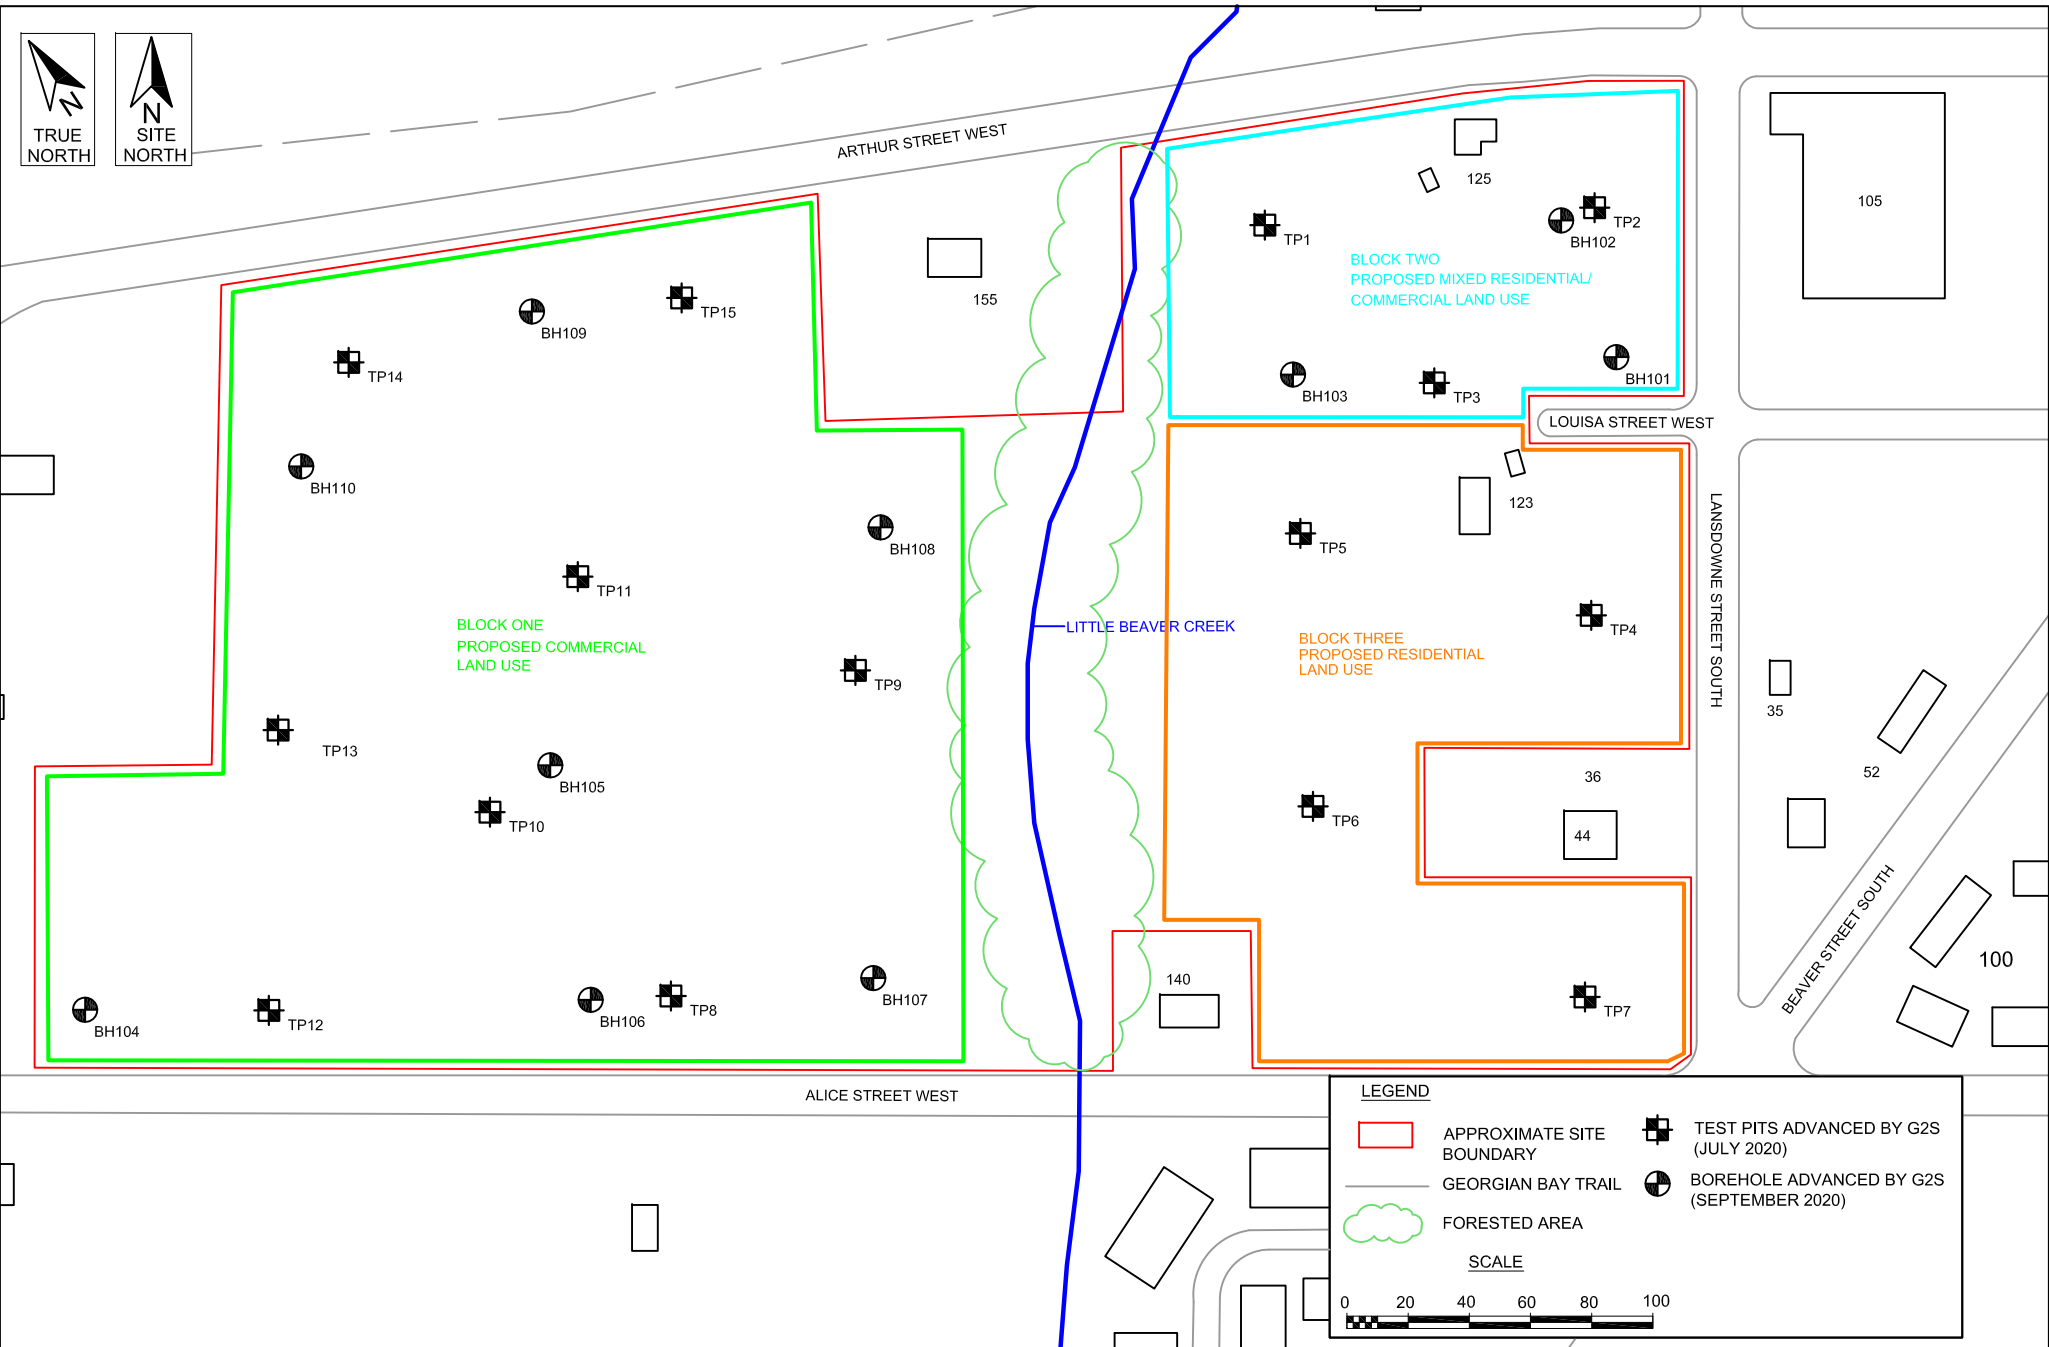 N
TRUE
NORTH
N
SITE
NORTH
ARTHUR STREET WEST
125
105
TP1
TP2
BH102
BLOCK TWO
PROPOSED MIXED RESIDENTIAL/
COMMERCIAL LAND USE
155
TP15
BH109
TP14
BH103
TP3
BH101
LOUISA STREET WEST
BH110
BH108
123
TP5
LANSDOWNE STREET SOUTH
TP11
BLOCK ONE
PROPOSED COMMERCIAL
LAND USE
LITTLE BEAVER CREEK
BLOCK THREE
PROPOSED RESIDENTIAL
LAND USE
TP4
TP9
35
TP13
BH105
36
52
TP10
TP6
44
BEAVER STREET SOUTH
100
140
BH107
BH104
TP12
BH106
TP8
TP7
ALICE STREET WEST
LEGEND
APPROXIMATE SITE
BOUNDARY
GEORGIAN BAY TRAIL
FORESTED AREA
TEST PITS ADVANCED BY G2S
(JULY 2020)
BOREHOLE ADVANCED BY G2S
(SEPTEMBER 2020)
SCALE
0 20 40 60 80 100